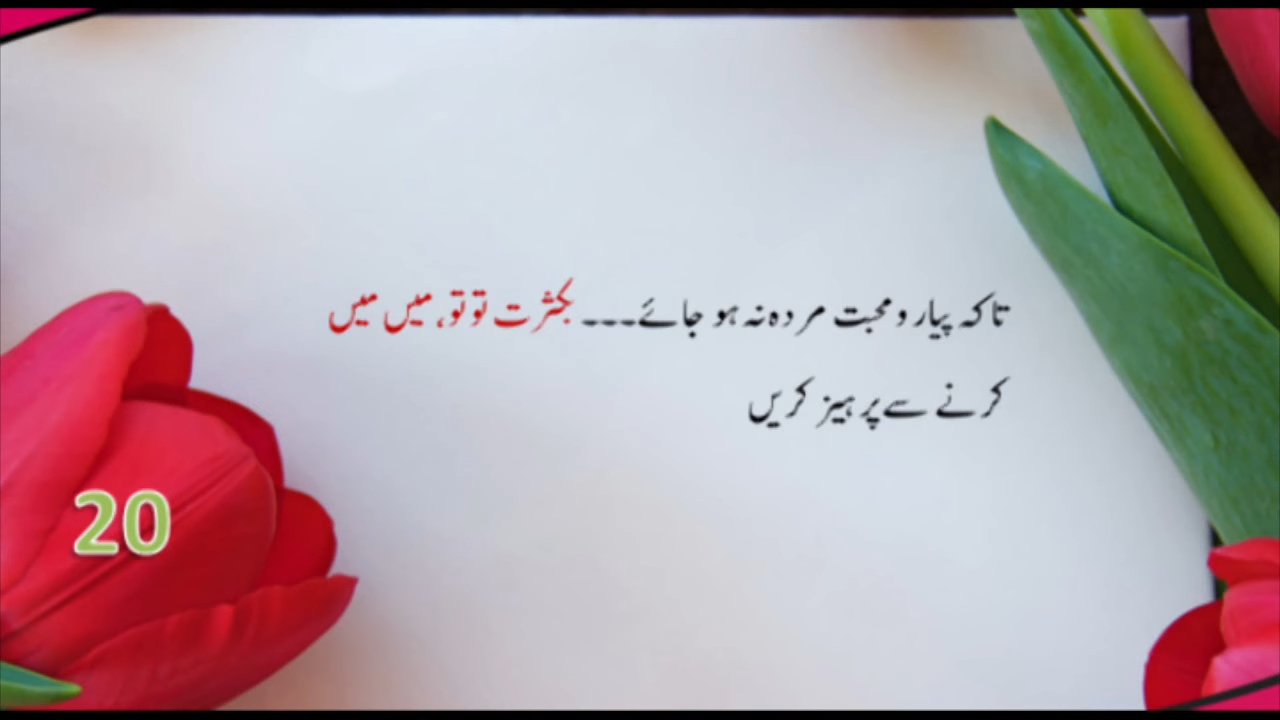 تاکہ پیار و محبت مردہ نہ ہو جائے۔۔۔ بکثرت تو تو، میں میں
کرنے سے پرہیز کریں
20